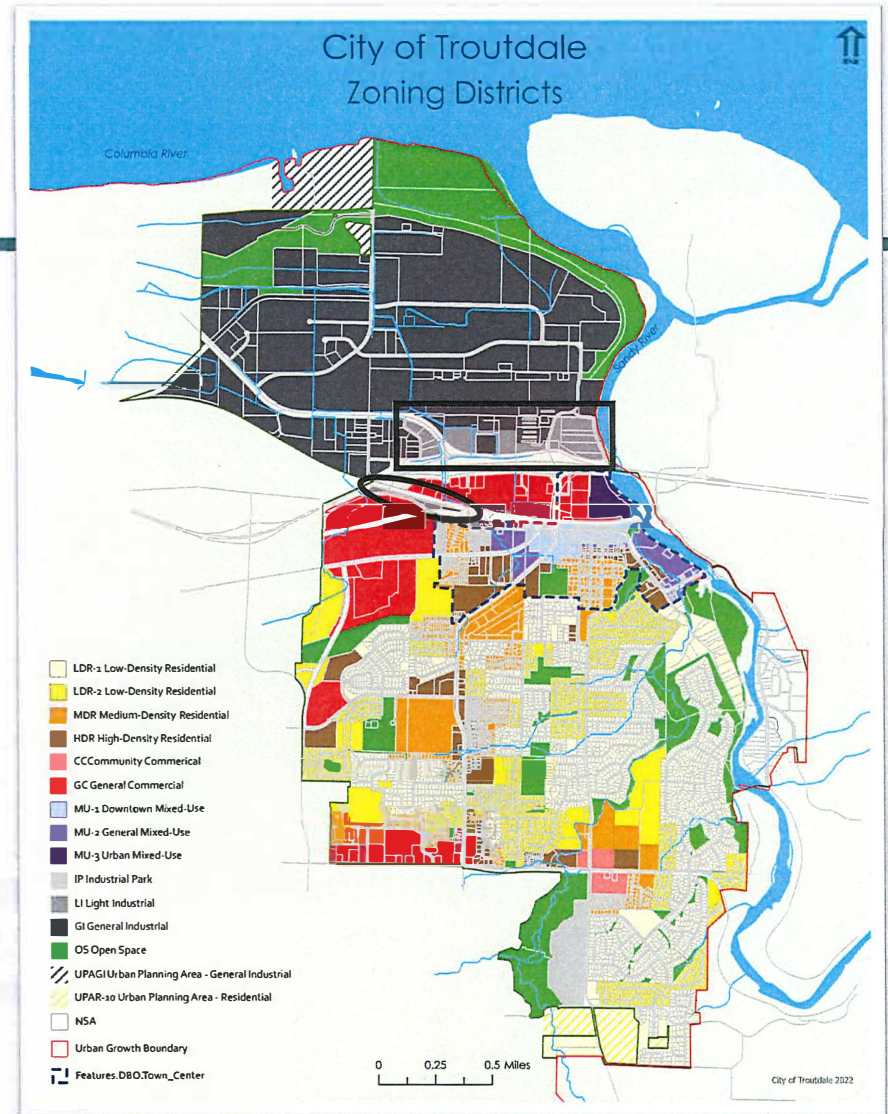 City of Troutdale
Zoning Districts
Columbia River
Sandy River
LDR-1 Low-Density Residential
LDR-2 Low-Density Residential
MDR Medium-Density Residential
HDR High-Density Residential
CCCommunity Commerical
GC General Commercial
MU-1 Downtown Mixed-Use
MU-2 General Mixed-Use
MU-3 Urban Mixed-Use
IP Industrial Park
LI Light Industrial
GI General Industrial
OS Open Space
UPAGI Urban Planning Area - General Industrial
UPAR-10 Urban Planning Area - Residential
NSA
Urban Growth Boundary
Features.DBO.Town_Center
0 0.25 0.5 Miles
City of Troutdale 2022